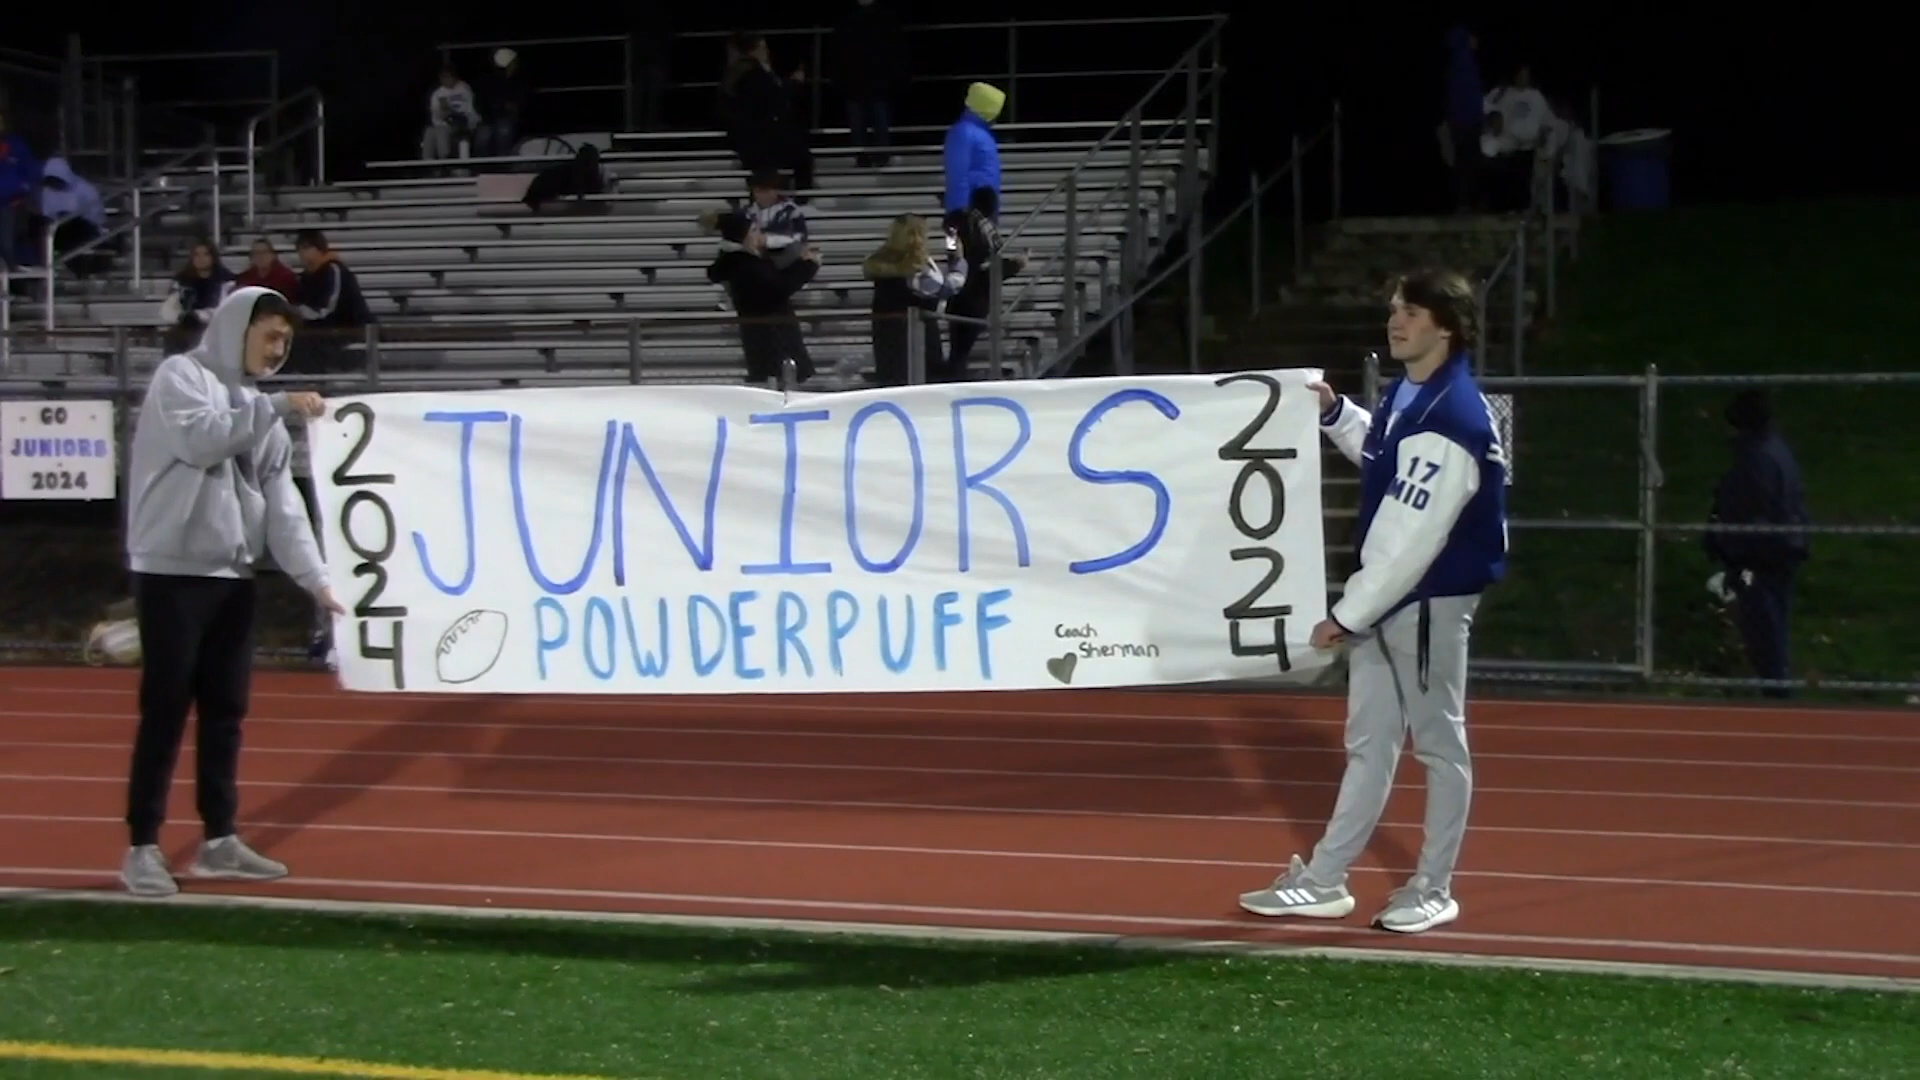 GO
JUNIORS
2024
2024
JUNIORS
POWDERPUFF
Coach
Sherman
2024
17
MID